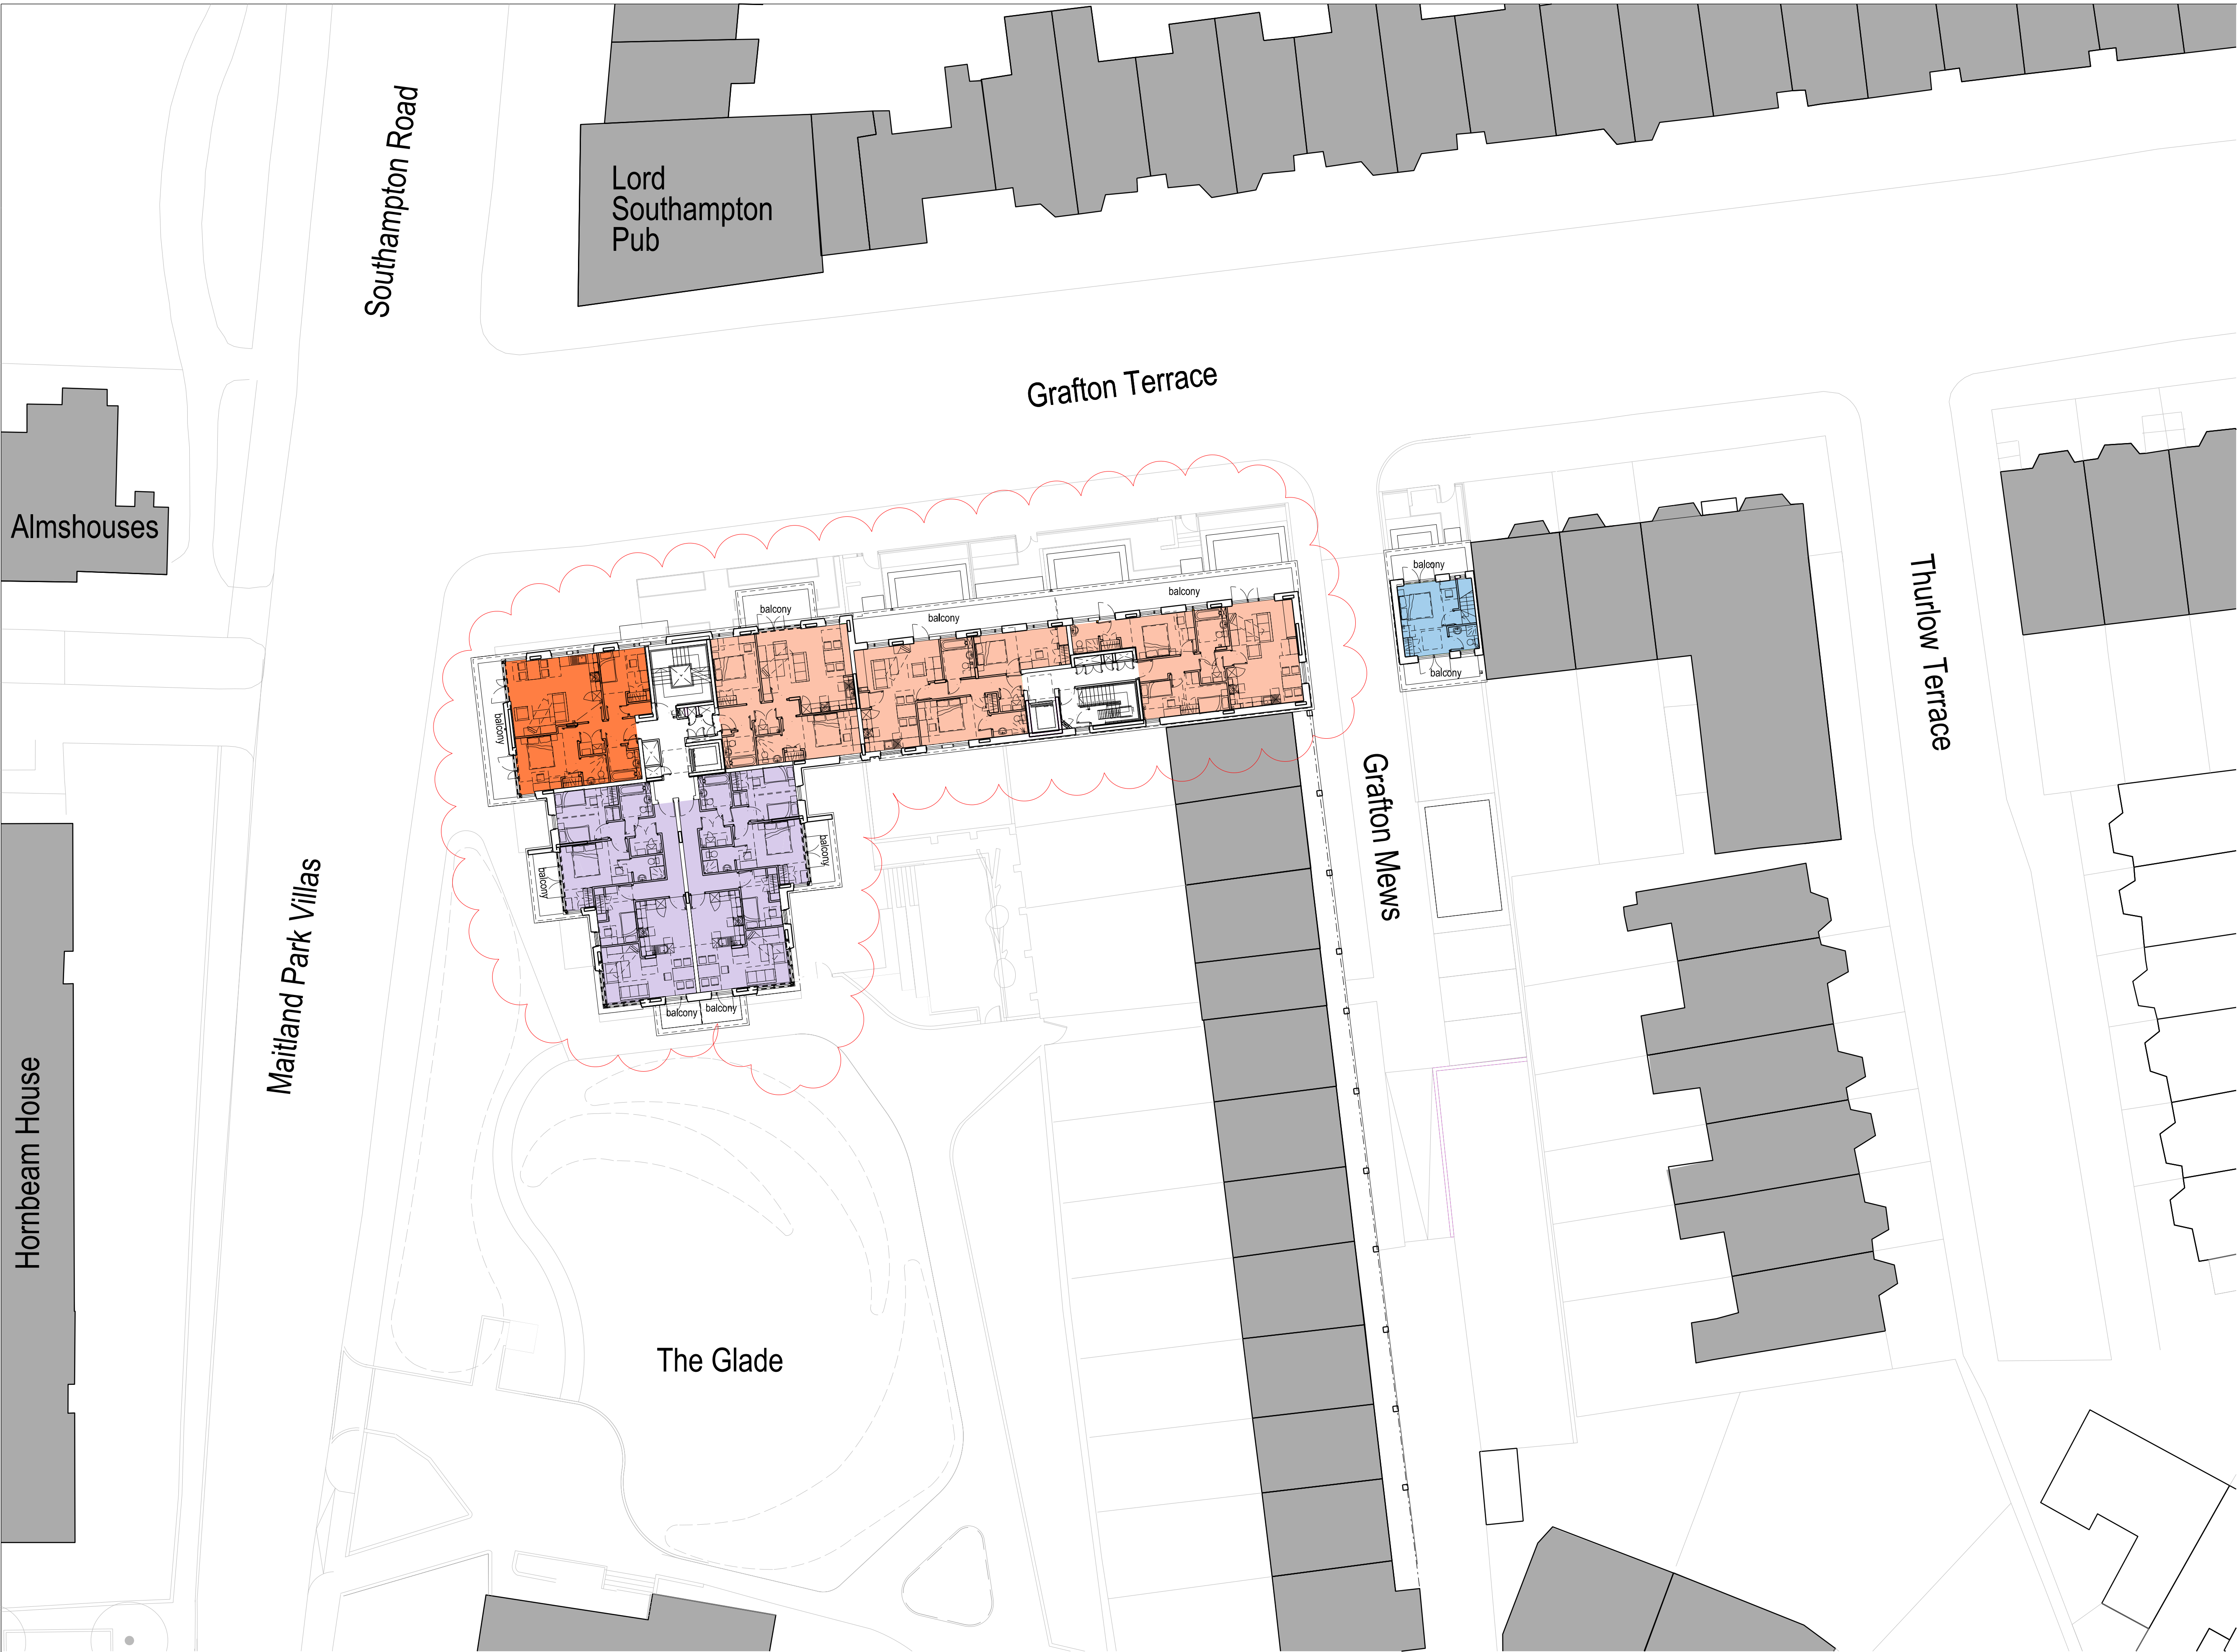 Southampton Road
Lord
Southampton
Pub
Grafton Terrace
Almshouses
balcony
balcony
balcony
balcony
balcony
balcony
Thurlow Terrace
balcony
balcony
balcony
balcony
Grafton Mews
Maitland Park Villas
Hornbeam House
The Glade